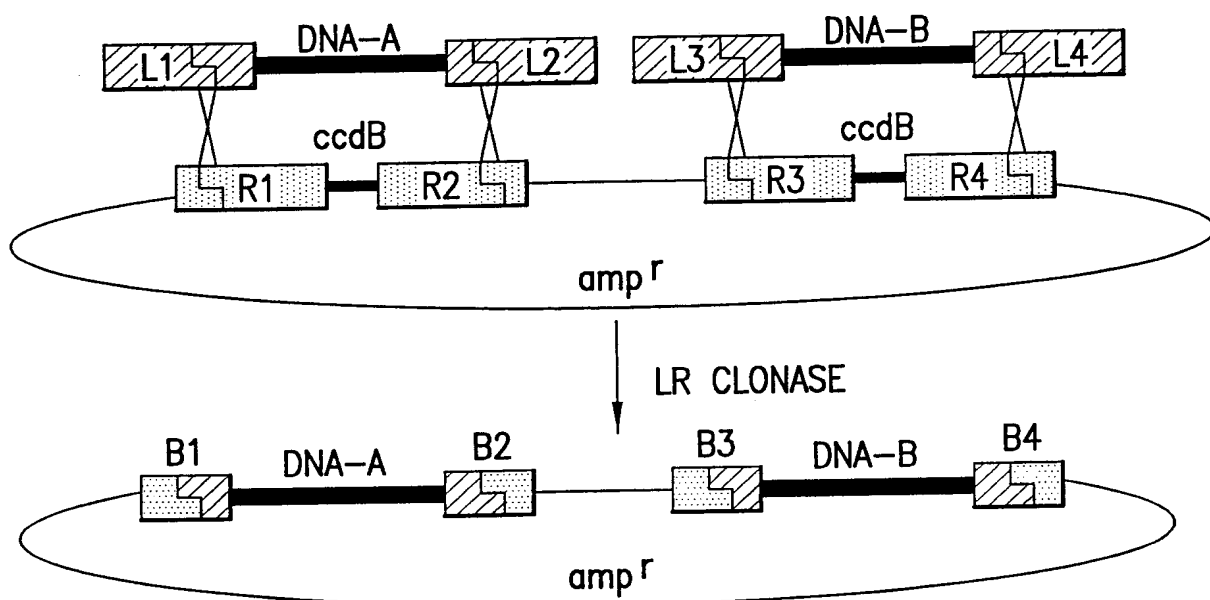 DNA-A DNA-B
L1 L2 L3 L4
ccdB ccdB
R1 R2 R3 R4
amp r
LR CLONASE
B1 B2 B3 B4
DNA-A DNA-B
amp r